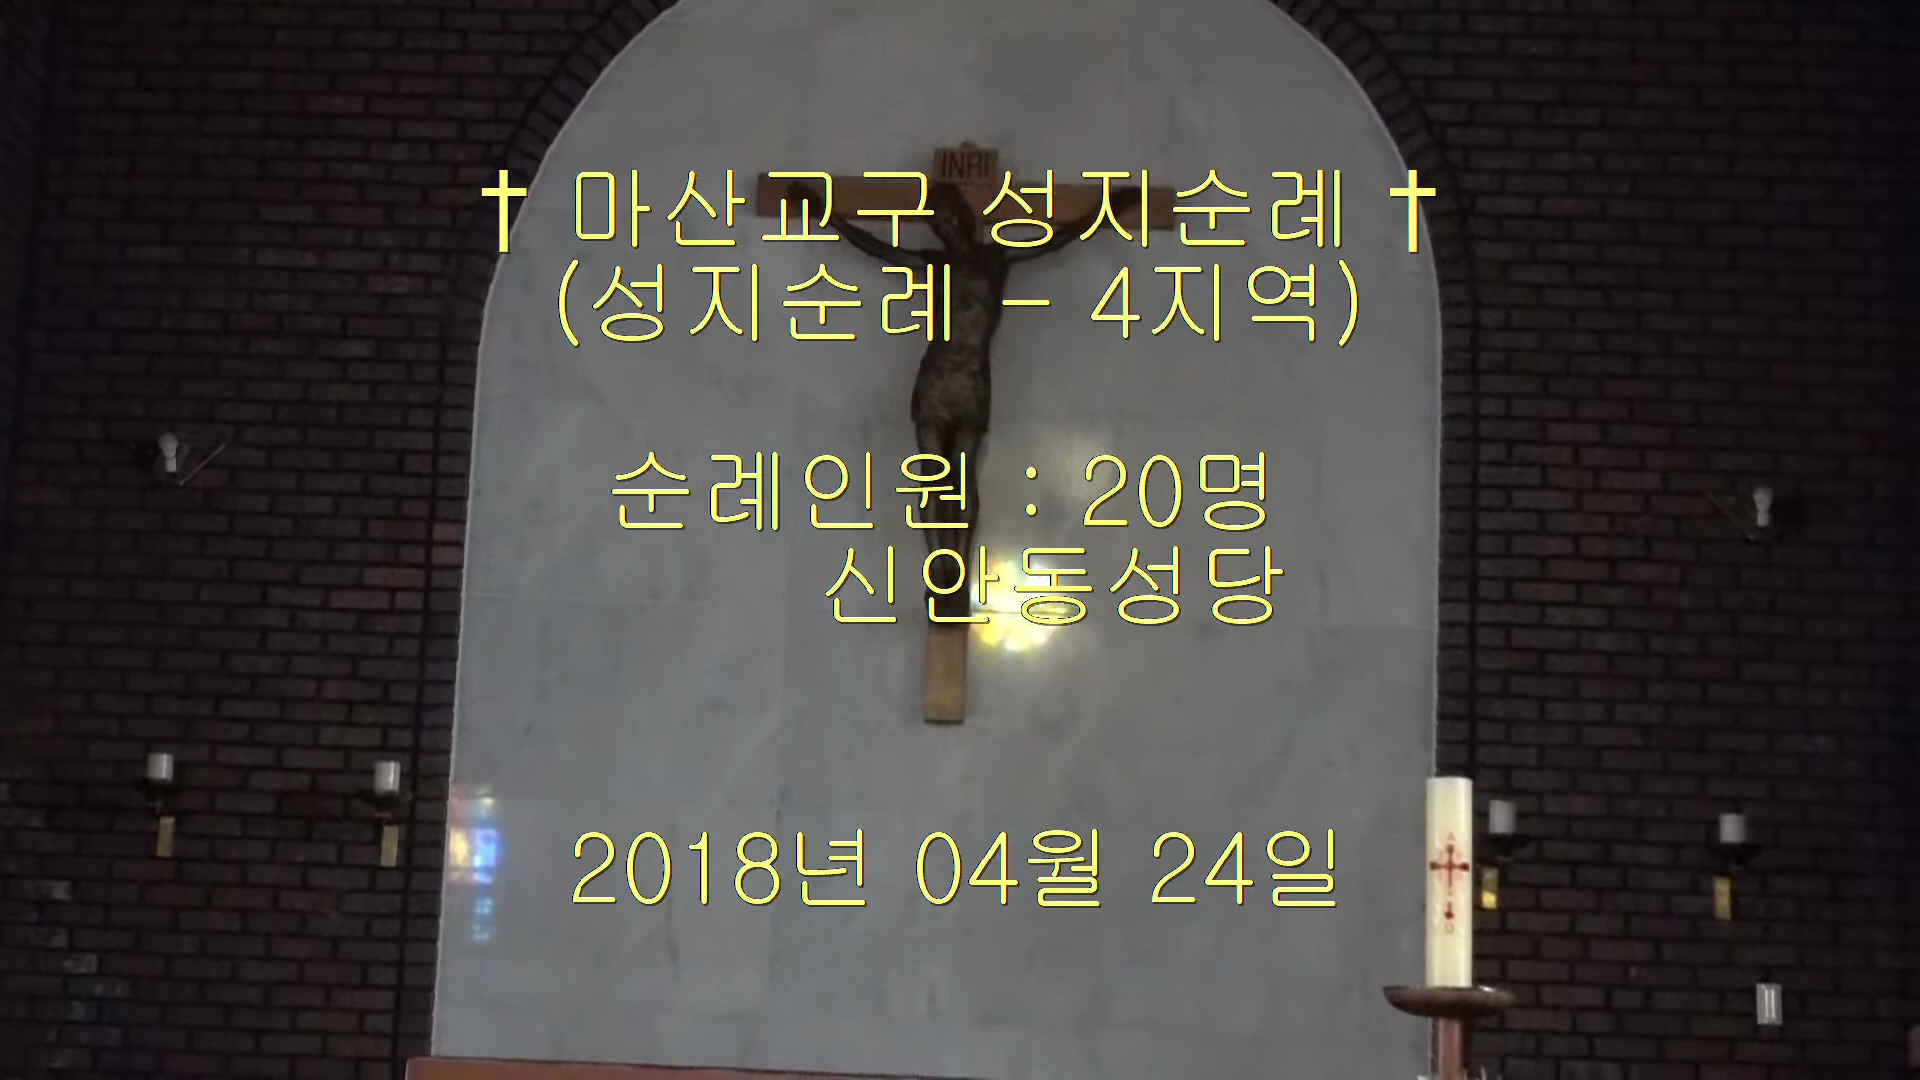 INRI
✝ 마산교구 성지순례 ✝
(성지순례 - 4지역)
순례인원 : 20명
신안동성당
2018년 04월 24일